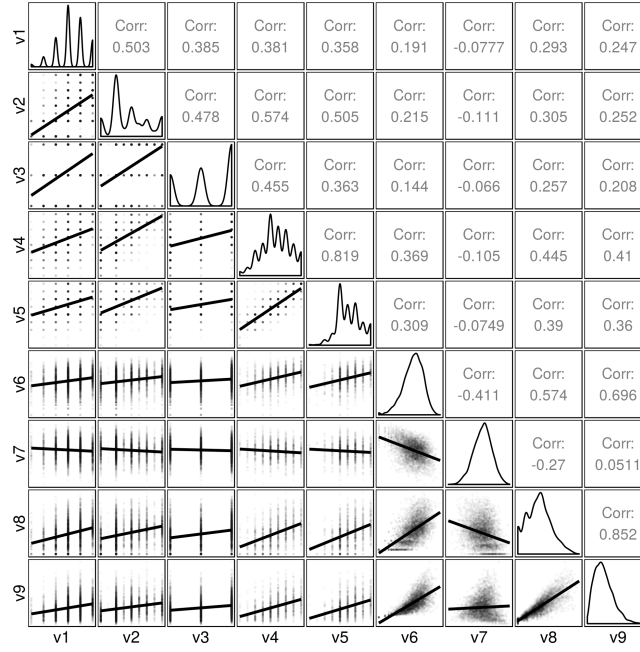 v1
Corr: Corr: Corr: Corr: Corr: Corr: Corr: Corr:
0.503 0.385 0.381 0.358 0.191 -0.0777 0.293 0.247
v2
Corr: Corr: Corr: Corr: Corr: Corr: Corr:
0.478 0.574 0.505 0.215 -0.111 0.305 0.252
v3
Corr: Corr: Corr: Corr: Corr: Corr:
0.455 0.363 0.144 -0.066 0.257 0.208
v4
Corr: Corr: Corr: Corr: Corr:
0.819 0.369 -0.105 0.445 0.41
v5
Corr: Corr: Corr: Corr:
0.309 -0.0749 0.39 0.36
v6
Corr: Corr: Corr:
-0.411 0.574 0.696
v7
Corr: Corr:
-0.27 0.0511
v8
Corr:
0.852
v9
v1 v2 v3 v4 v5 v6 v7 v8 v9